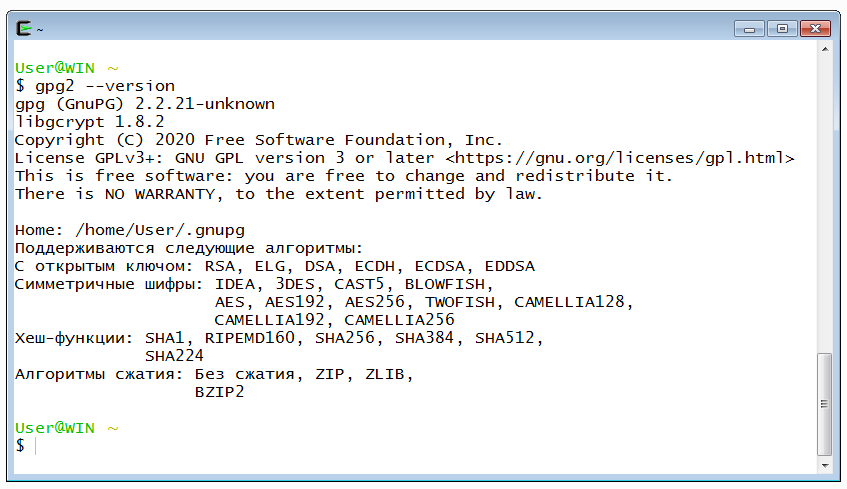 ~
User@WIN ~
$ gpg2 --version
gpg (GnuPG) 2.2.21-unknown
libgcrypt 1.8.2
Copyright (C) 2020 Free Software Foundation, Inc.
License GPLv3+: GNU GPL version 3 or later <https://gnu.org/licenses/gpl.html>
This is free software: you are free to change and redistribute it.
There is NO WARRANTY, to the extent permitted by law.
Home: /home/User/.gnupg
Поддерживаются следующие алгоритмы:
С открытым ключом: RSA, ELG, DSA, ECDH, ECDSA, EDDSA
Симметричные шифры: IDEA, 3DES, CAST5, BLOWFISH,
AES, AES192, AES256, TWOFISH, CAMELLIA128,
CAMELLIA192, CAMELLIA256
Хеш-функции: SHA1, RIPEMD160, SHA256, SHA384, SHA512,
SHA224
Алгоритмы сжатия: Без сжатия, ZIP, ZLIB,
BZIP2
User@WIN ~
$